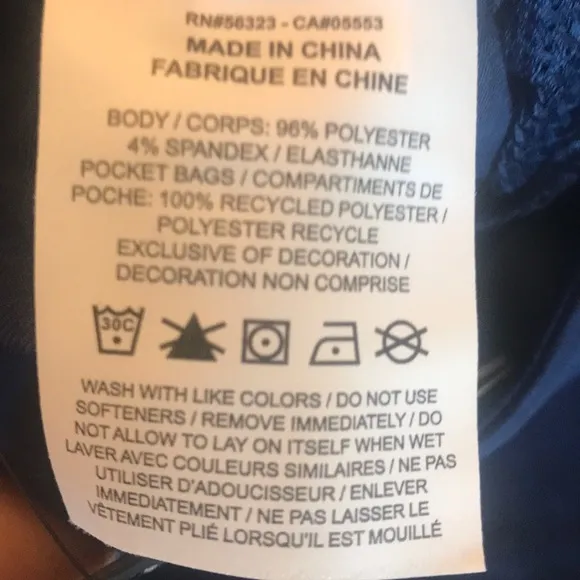 RN#56323 - CA#05553
MADE IN CHINA
FABRIQUE EN CHINE
BODY / CORPS: 96% POLYESTER
4% SPANDEX / ELASTHANNE
POCKET BAGS / COMPARTIMENTS DE
POCHE: 100% RECYCLED POLYESTER /
POLYESTER RECYCLE
EXCLUSIVE OF DECORATION /
DECORATION NON COMPRISE
30C
WASH WITH LIKE COLORS / DO NOT USE
SOFTENERS / REMOVE IMMEDIATELY / DO
NOT ALLOW TO LAY ON ITSELF WHEN WET
LAVER AVEC COULEURS SIMILAIRES / NE PAS
UTILISER D'ADOUCISSEUR / ENLEVER
IMMEDIATEMENT / NE PAS LAISSER LE
VÊTEMENT PLIÉ LORSQU'IL EST MOUILLÉ